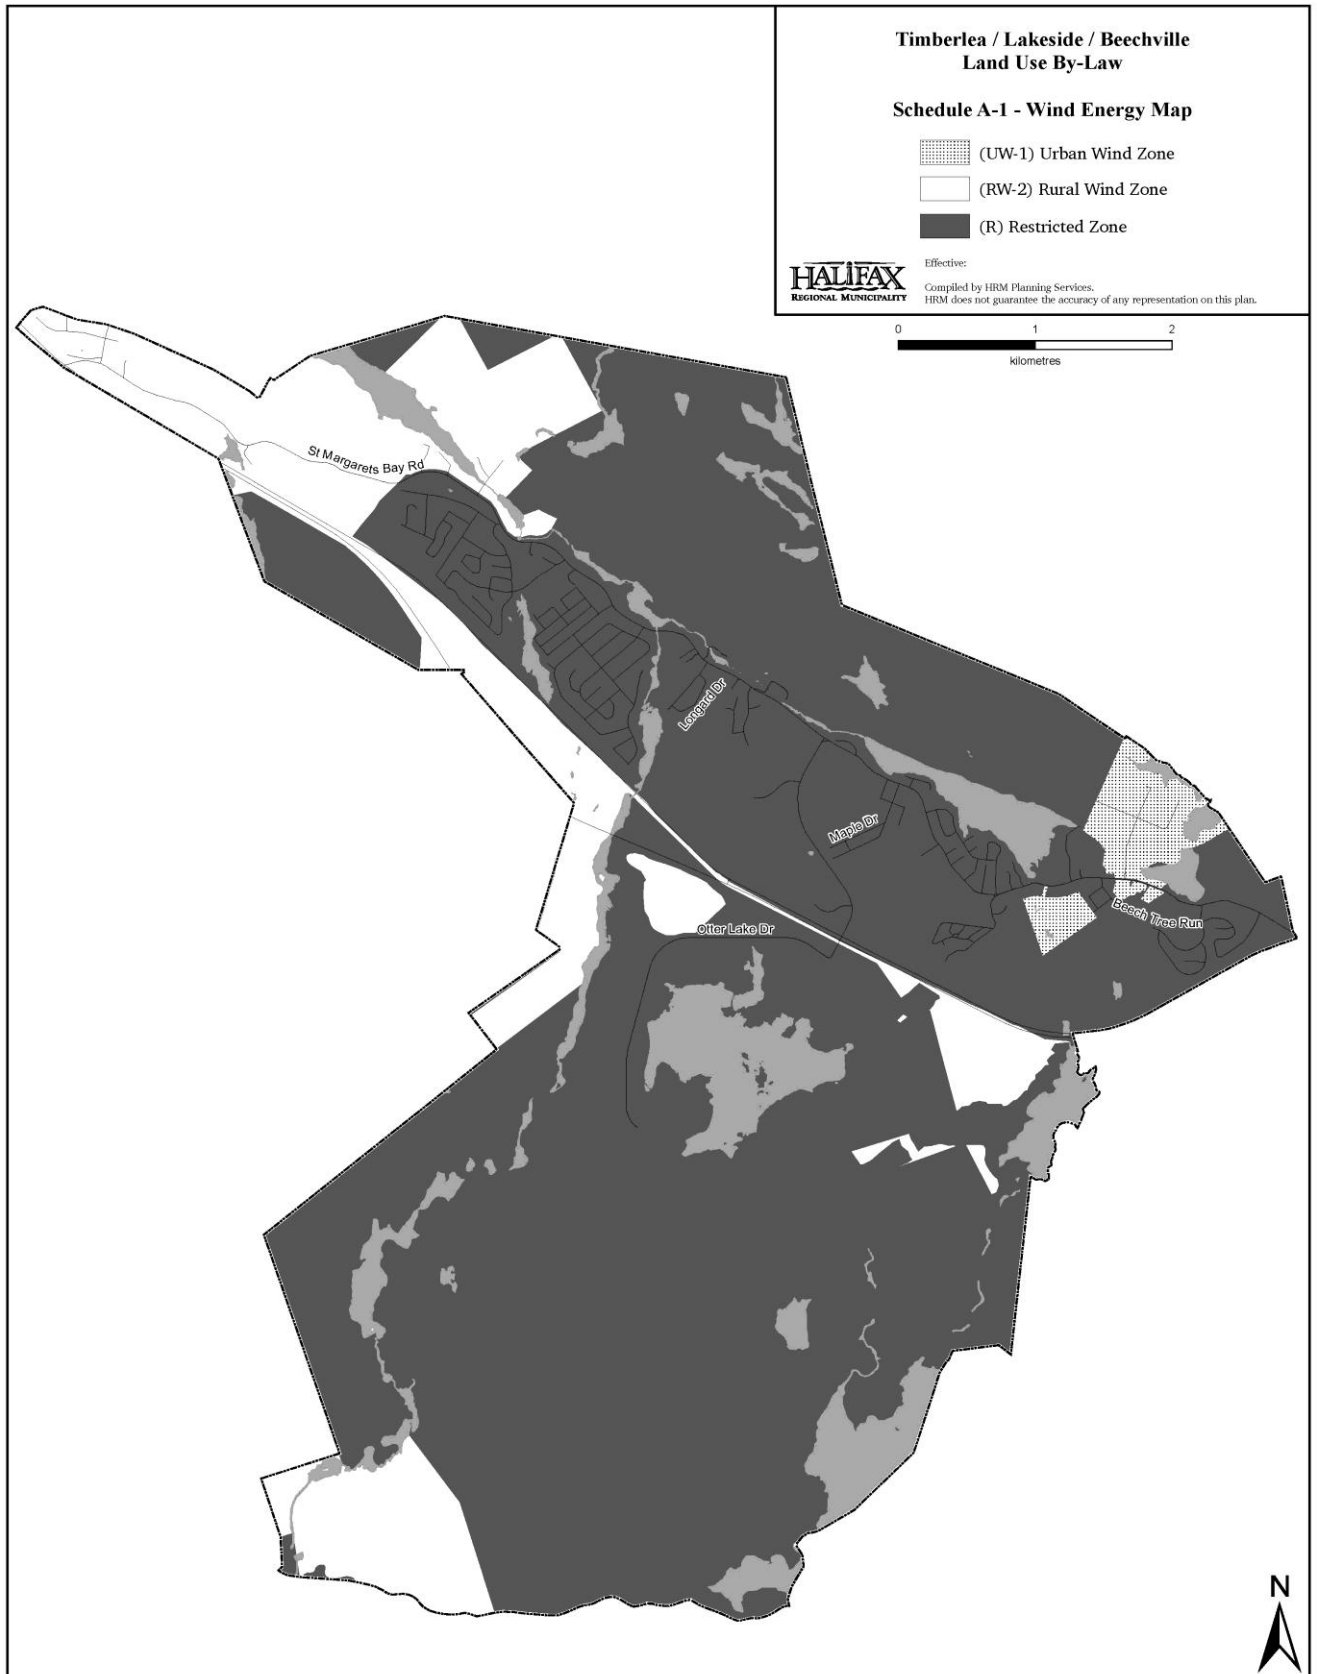 Timberlea / Lakeside / Beechville
Land Use By-Law
Schedule A-1 - Wind Energy Map
(UW-1) Urban Wind Zone
(RW-2) Rural Wind Zone
(R) Restricted Zone
HALIFAX
REGIONAL MUNICIPALITY
Effective:
Compiled by HRM Planning Services.
HRM does not guarantee the accuracy of any representation on this plan.
0 1 2
kilometres
St Margarets Bay Rd
Longard Dr
Maple Dr
Beech Tree Run
Otter Lake Dr
N